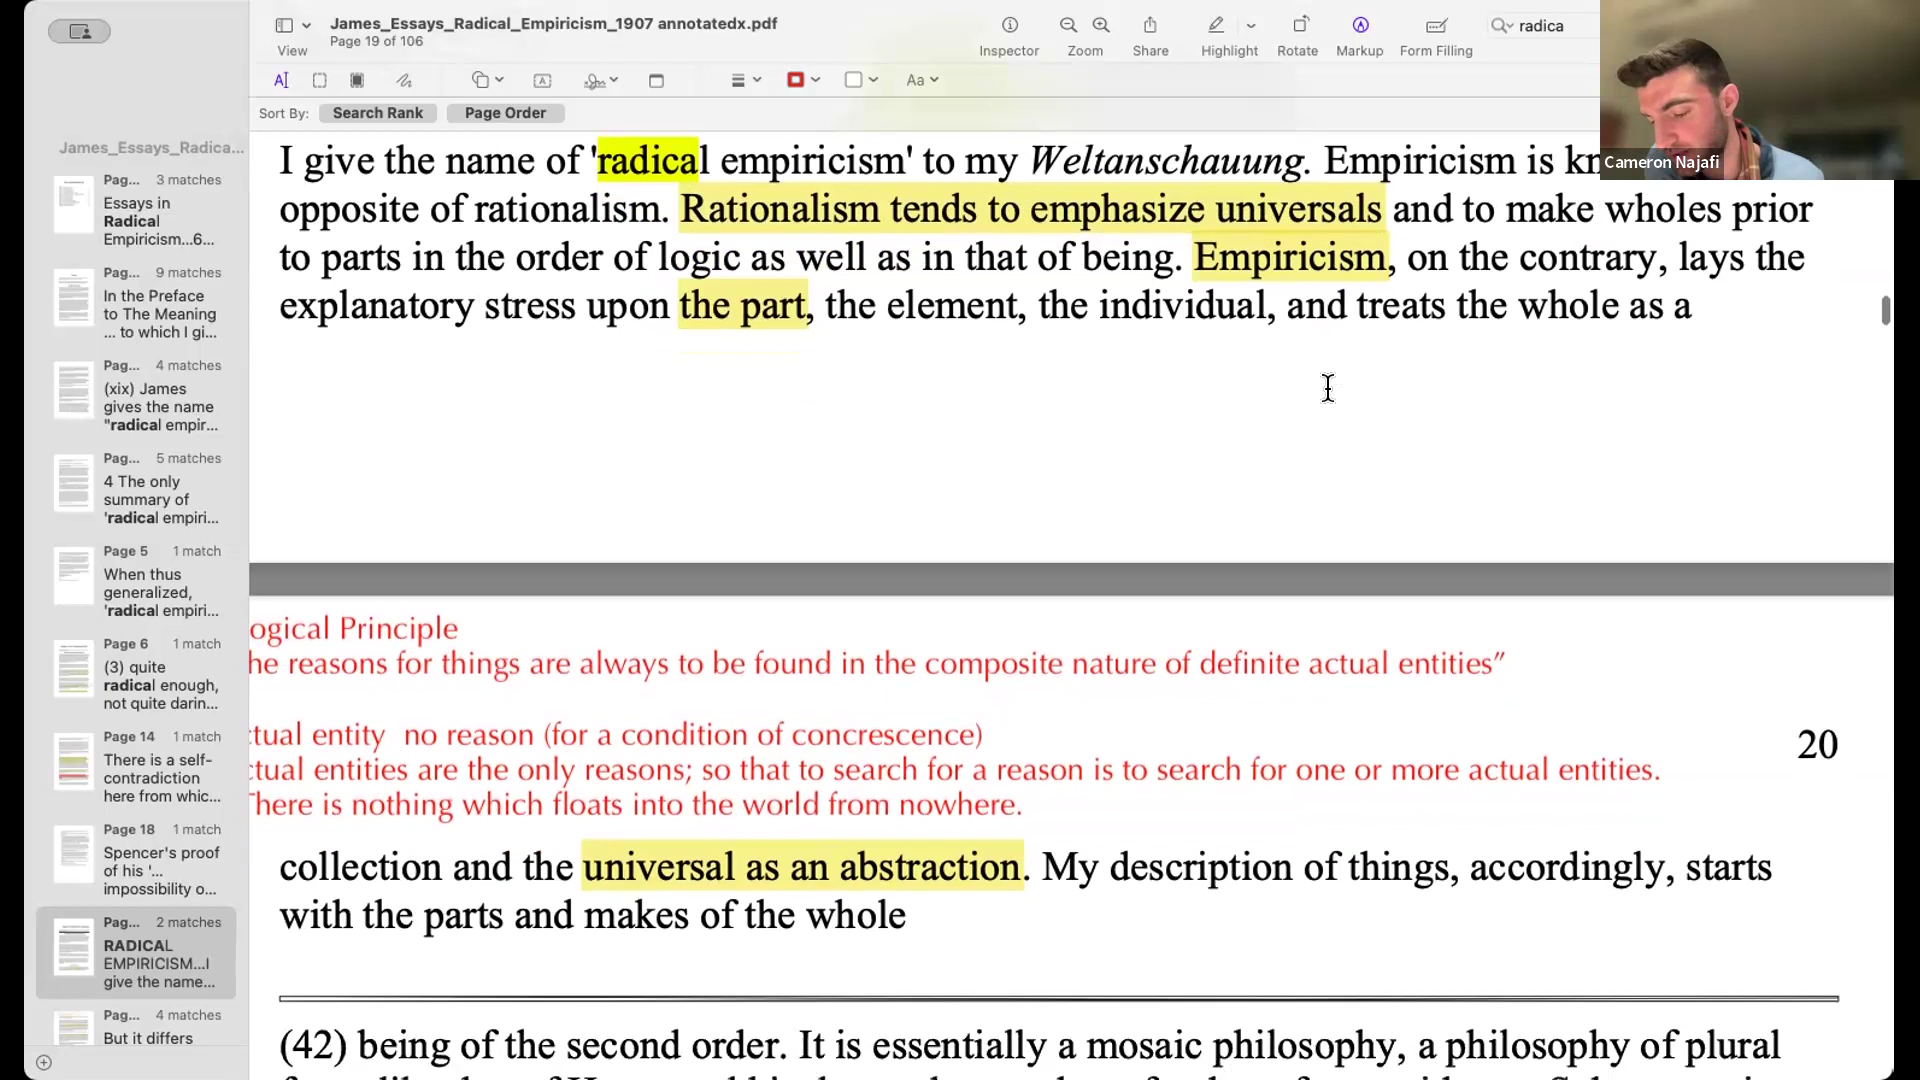 James_Essays_Radical_Empiricism_1907 annotatedx.pdf
Page 19 of 106
View
Inspector
Zoom
Share
Highlight
Rotate
Markup
Form Filling
radica
Sort By:
Search Rank
Page Order
Cameron Najafi
James_Essays_Radica...
Pag... 3 matches
Essays in
Radical
Empiricism...6...
Pag... 9 matches
In the Preface
to The Meaning
... to which I gi...
Pag... 4 matches
(xix) James
gives the name
"radical empir...
Pag... 5 matches
4 The only
summary of
'radical empiri...
Page 5 1 match
When thus
generalized,
'radical empiri...
Page 6 1 match
(3) quite
radical enough,
not quite darin...
Page 14 1 match
There is a self-
contradiction
here from whic...
Page 18 1 match
Spencer's proof
of his '...
impossibility o...
Pag... 2 matches
RADICAL
EMPIRICISM...I
give the name...
Pag... 4 matches
But it differs
I give the name of 'radical empiricism' to my Weltanschauung. Empiricism is kn
opposite of rationalism. Rationalism tends to emphasize universals and to make wholes prior
to parts in the order of logic as well as in that of being. Empiricism, on the contrary, lays the
explanatory stress upon the part, the element, the individual, and treats the whole as a
ogical Principle
he reasons for things are always to be found in the composite nature of definite actual entities”
ctual entity no reason (for a condition of concrescence)
ctual entities are the only reasons; so that to search for a reason is to search for one or more actual entities.
There is nothing which floats into the world from nowhere.
20
collection and the universal as an abstraction. My description of things, accordingly, starts
with the parts and makes of the whole
(42) being of the second order. It is essentially a mosaic philosophy, a philosophy of plural